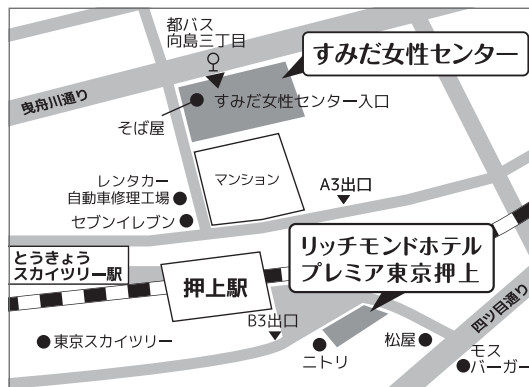 都バス
向島三丁目
すみだ女性センター
曳舟川通り
すみだ女性センター入口
そば屋
マンション
レンタカー
自動車修理工場
セブンイレブン
A3出口
とうきょう
スカイツリー駅
押上駅
リッチモンドホテル
プレミア東京押上
四ツ目通り
B3出口
東京スカイツリー
ニトリ
松屋
モス
バーガー